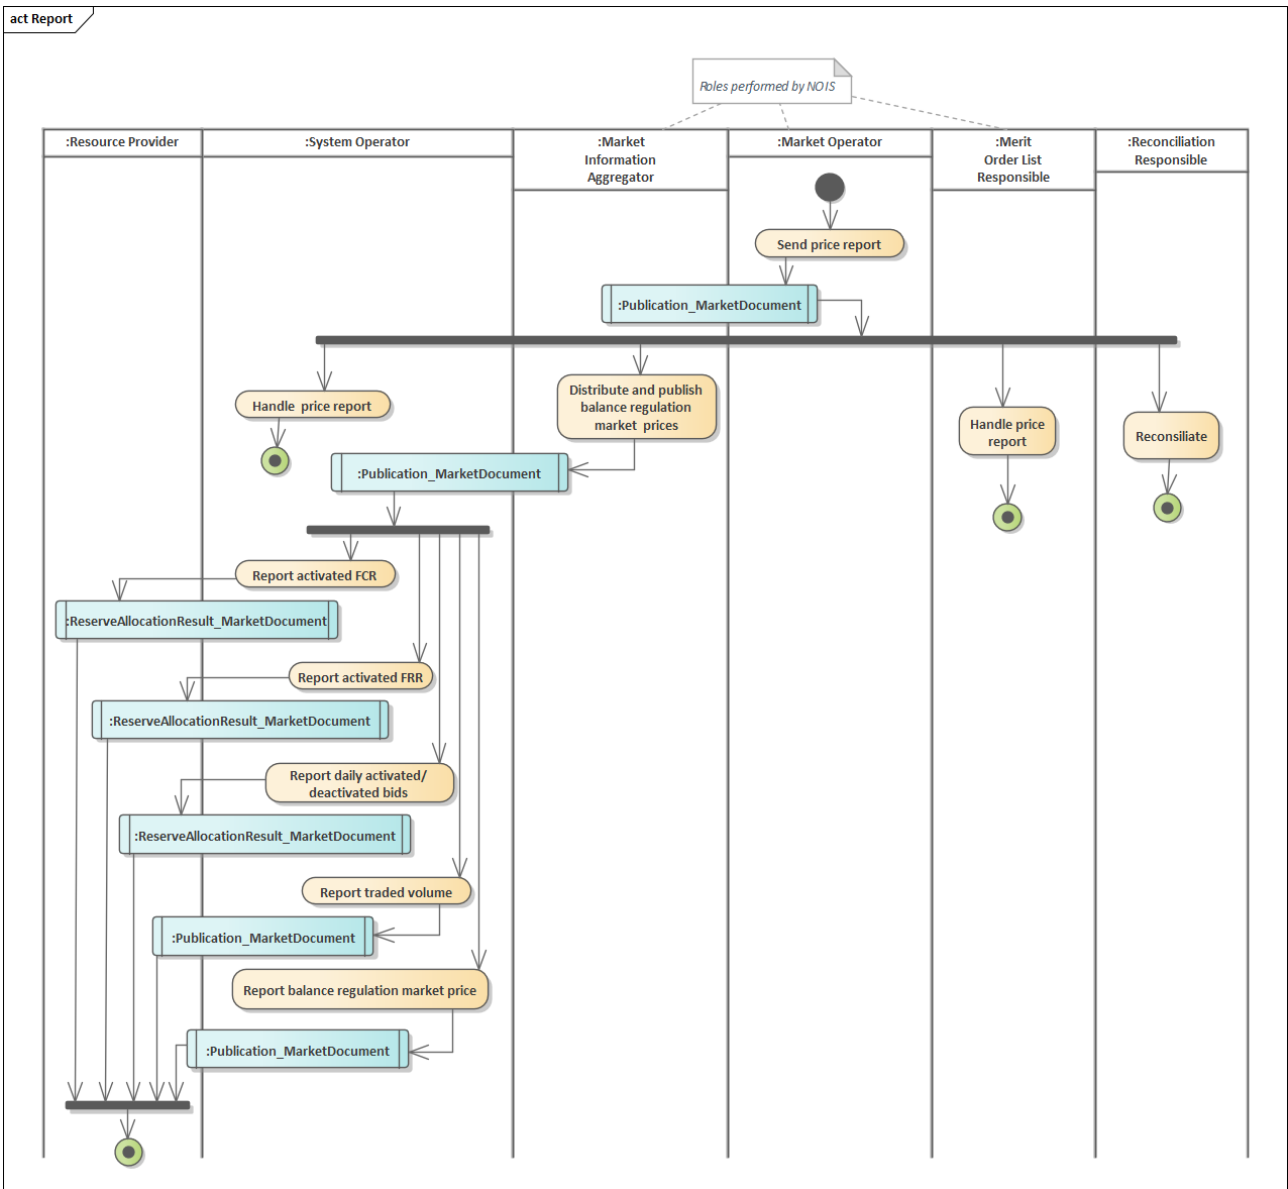 act Report
Roles performed by NOIS
:Resource Provider
:System Operator
:Market
Information
Aggregator
:Market Operator
:Merit
Order List
Responsible
:Reconciliation
Responsible
Send price report
:Publication_MarketDocument
Handle price report
Distribute and publish
balance regulation
market prices
Handle price
report
Reconsiliate
:Publication_MarketDocument
Report activated FCR
:ReserveAllocationResult_MarketDocument
Report activated FRR
:ReserveAllocationResult_MarketDocument
Report daily activated/
deactivated bids
:ReserveAllocationResult_MarketDocument
Report traded volume
:Publication_MarketDocument
Report balance regulation market price
:Publication_MarketDocument